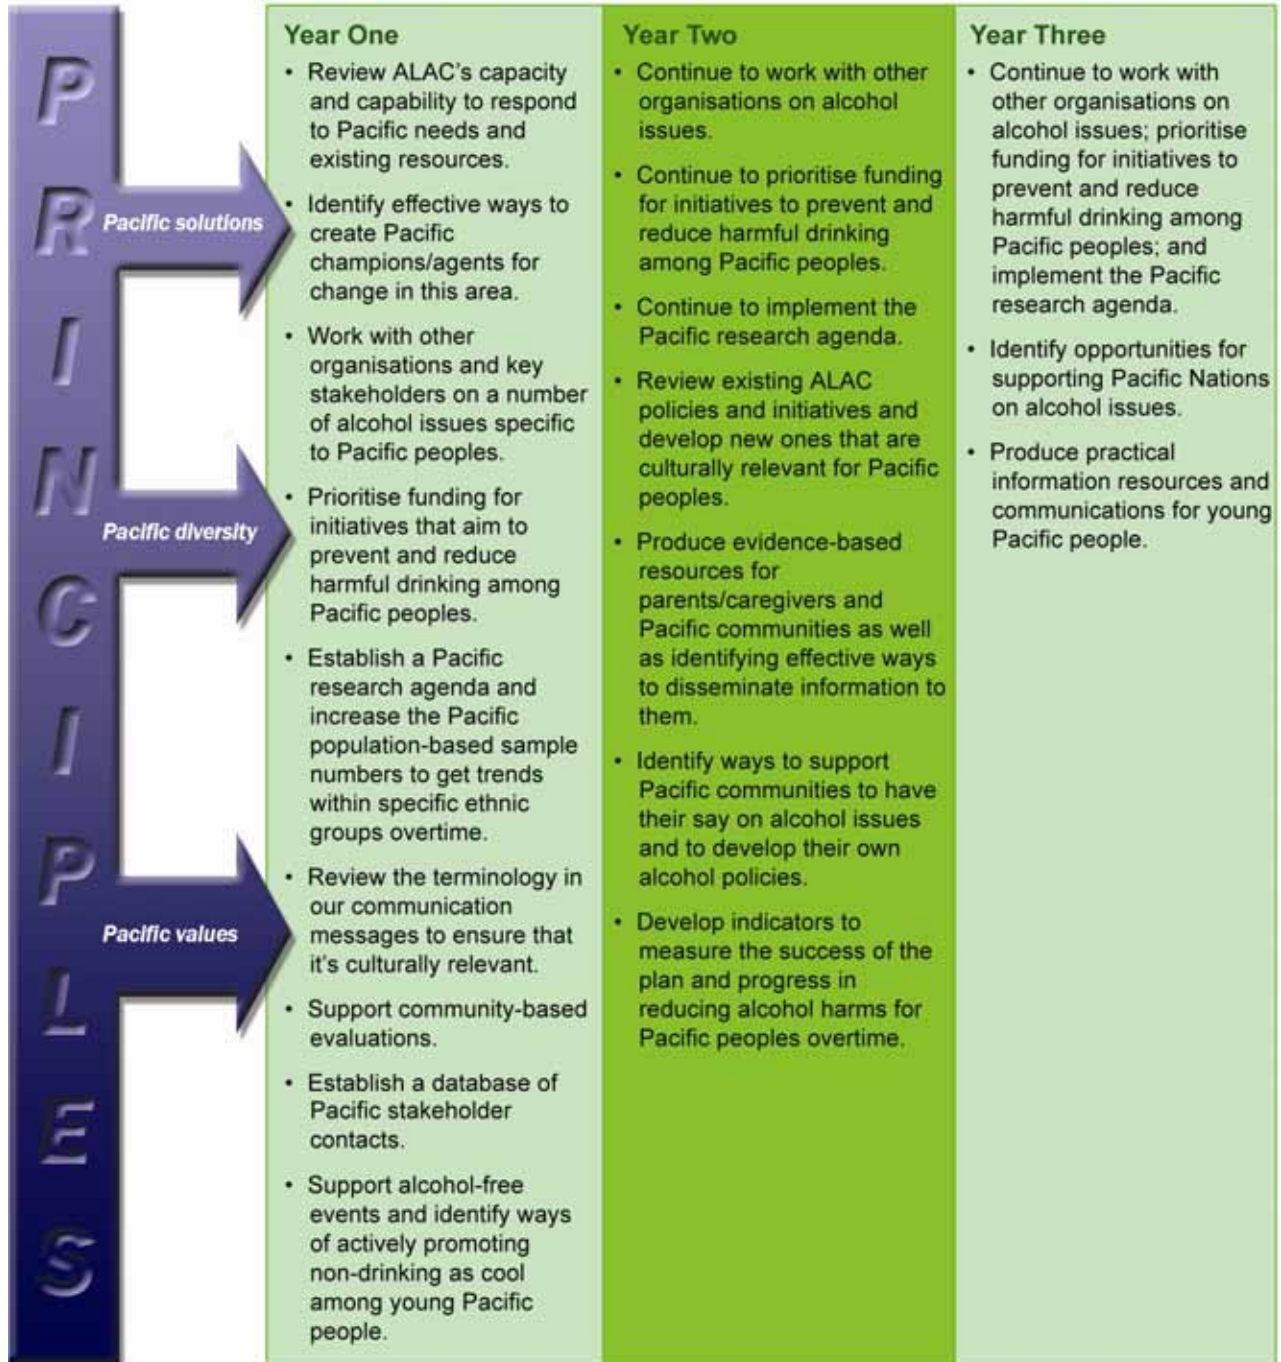 PRINCIPLES
Pacific solutions
Pacific diversity
Pacific values
Year One
• Review ALAC's capacity
and capability to respond
to Pacific needs and
existing resources.
• Identify effective ways to
create Pacific
champions/agents for
change in this area.
• Work with other
organisations and key
stakeholders on a number
of alcohol issues specific
to Pacific peoples.
• Prioritise funding for
initiatives that aim to
prevent and reduce
harmful drinking among
Pacific peoples.
• Establish a Pacific
research agenda and
increase the Pacific
population-based sample
numbers to get trends
within specific ethnic
groups overtime.
• Review the terminology in
our communication
messages to ensure that
it's culturally relevant.
• Support community-based
evaluations.
• Establish a database of
Pacific stakeholder
contacts.
• Support alcohol-free
events and identify ways
of actively promoting
non-drinking as cool
among young Pacific
people.
Year Two
• Continue to work with other
organisations on alcohol
issues.
• Continue to prioritise funding
for initiatives to prevent and
reduce harmful drinking
among Pacific peoples.
• Continue to implement the
Pacific research agenda.
• Review existing ALAC
policies and initiatives and
develop new ones that are
culturally relevant for Pacific
peoples.
• Produce evidence-based
resources for
parents/caregivers and
Pacific communities as well
as identifying effective ways
to disseminate information to
them.
• Identify ways to support
Pacific communities to have
their say on alcohol issues
and to develop their own
alcohol policies.
• Develop indicators to
measure the success of the
plan and progress in
reducing alcohol harms for
Pacific peoples overtime.
Year Three
• Continue to work with
other organisations on
alcohol issues; prioritise
funding for initiatives to
prevent and reduce
harmful drinking among
Pacific peoples; and
implement the Pacific
research agenda.
• Identify opportunities for
supporting Pacific Nations
on alcohol issues.
• Produce practical
information resources and
communications for young
Pacific people.